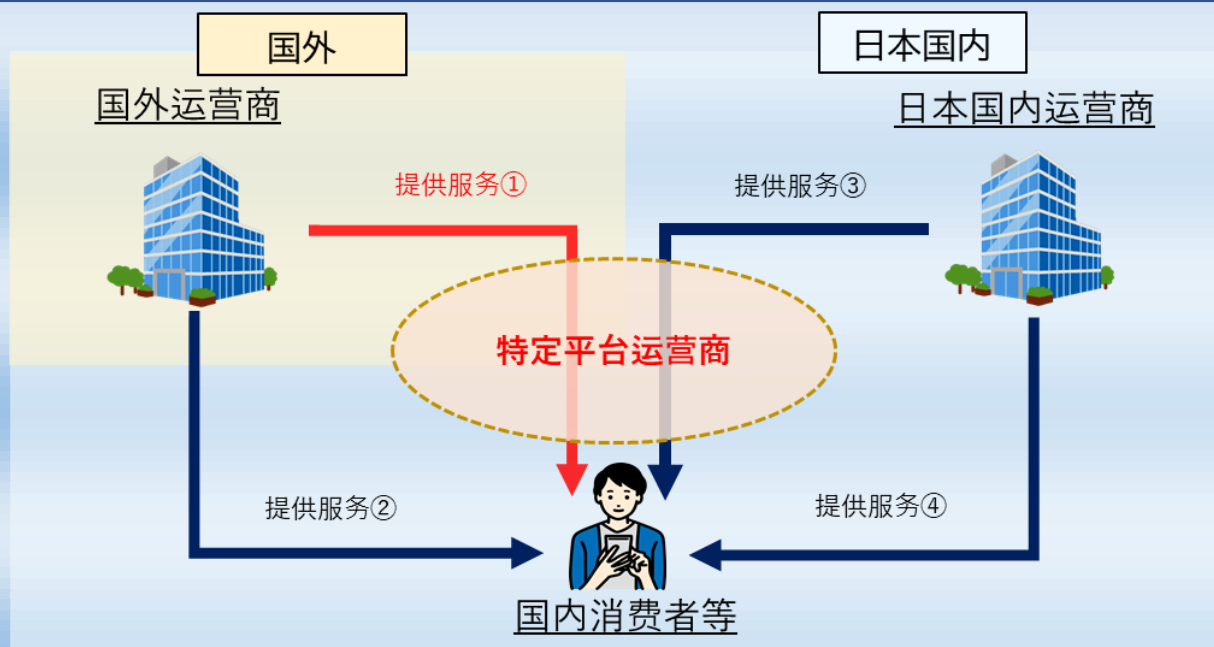 国外
日本国内
国外运营商
日本国内运营商
提供服务①
提供服务③
特定平台运营商
提供服务②
提供服务④
国内消费者等